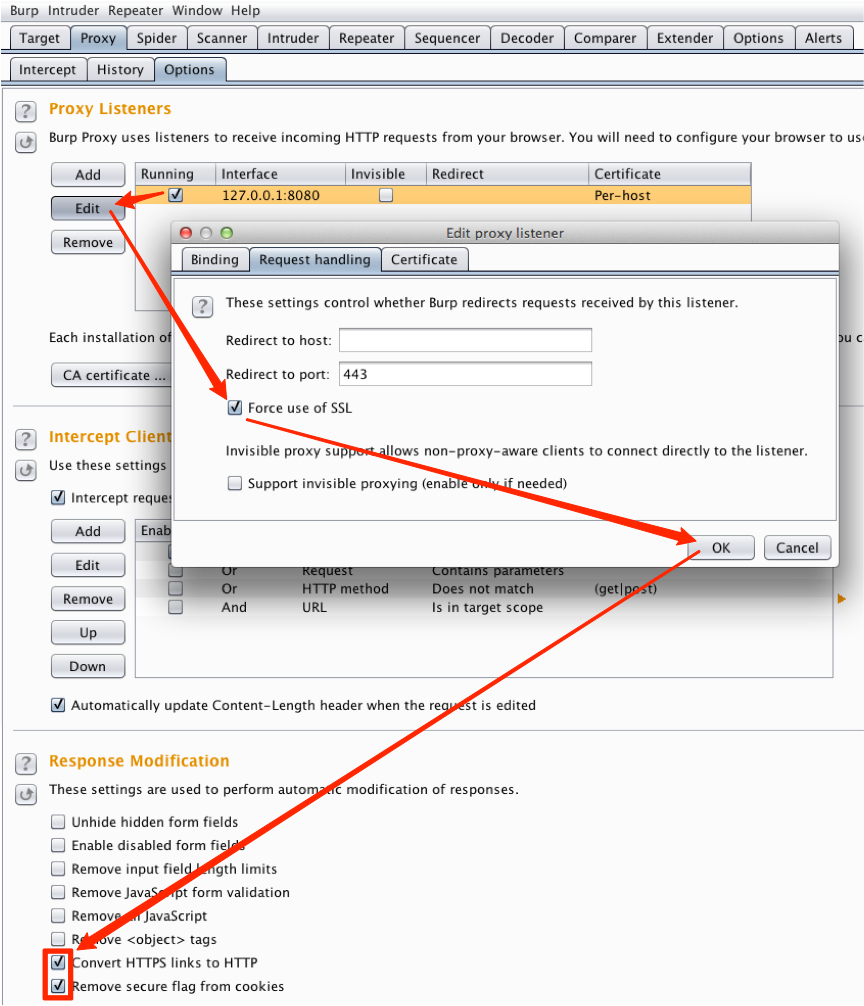 Burp Intruder Repeater Window Help
Target Proxy Spider Scanner Intruder Repeater Sequencer Decoder Comparer Extender Options Alerts
Intercept History Options
? Proxy Listeners
Burp Proxy uses listeners to receive incoming HTTP requests from your browser. You will need to configure your browser to use
Add Running Interface Invisible Redirect Certificate
127.0.0.1:8080 Per-host
Edit
Remove
Edit proxy listener
Binding Request handling Certificate
? These settings control whether Burp redirects requests received by this listener.
Redirect to host:
Redirect to port: 443
Force use of SSL
Invisible proxy support allows non-proxy-aware clients to connect directly to the listener.
Support invisible proxying (enable only if needed)
OK Cancel
Each installation of
CA certificate ...
? Intercept Client
Use these settings
Intercept reques
Add Enab
Edit Or Request Contains parameters
Remove Or HTTP method Does not match (get|post)
And URL Is in target scope
Up
Down
Automatically update Content-Length header when the request is edited
? Response Modification
These settings are used to perform automatic modification of responses.
Unhide hidden form fields
Enable disabled form fields
Remove input field length limits
Remove JavaScript form validation
Remove all JavaScript
Remove <object> tags
Convert HTTPS links to HTTP
Remove secure flag from cookies